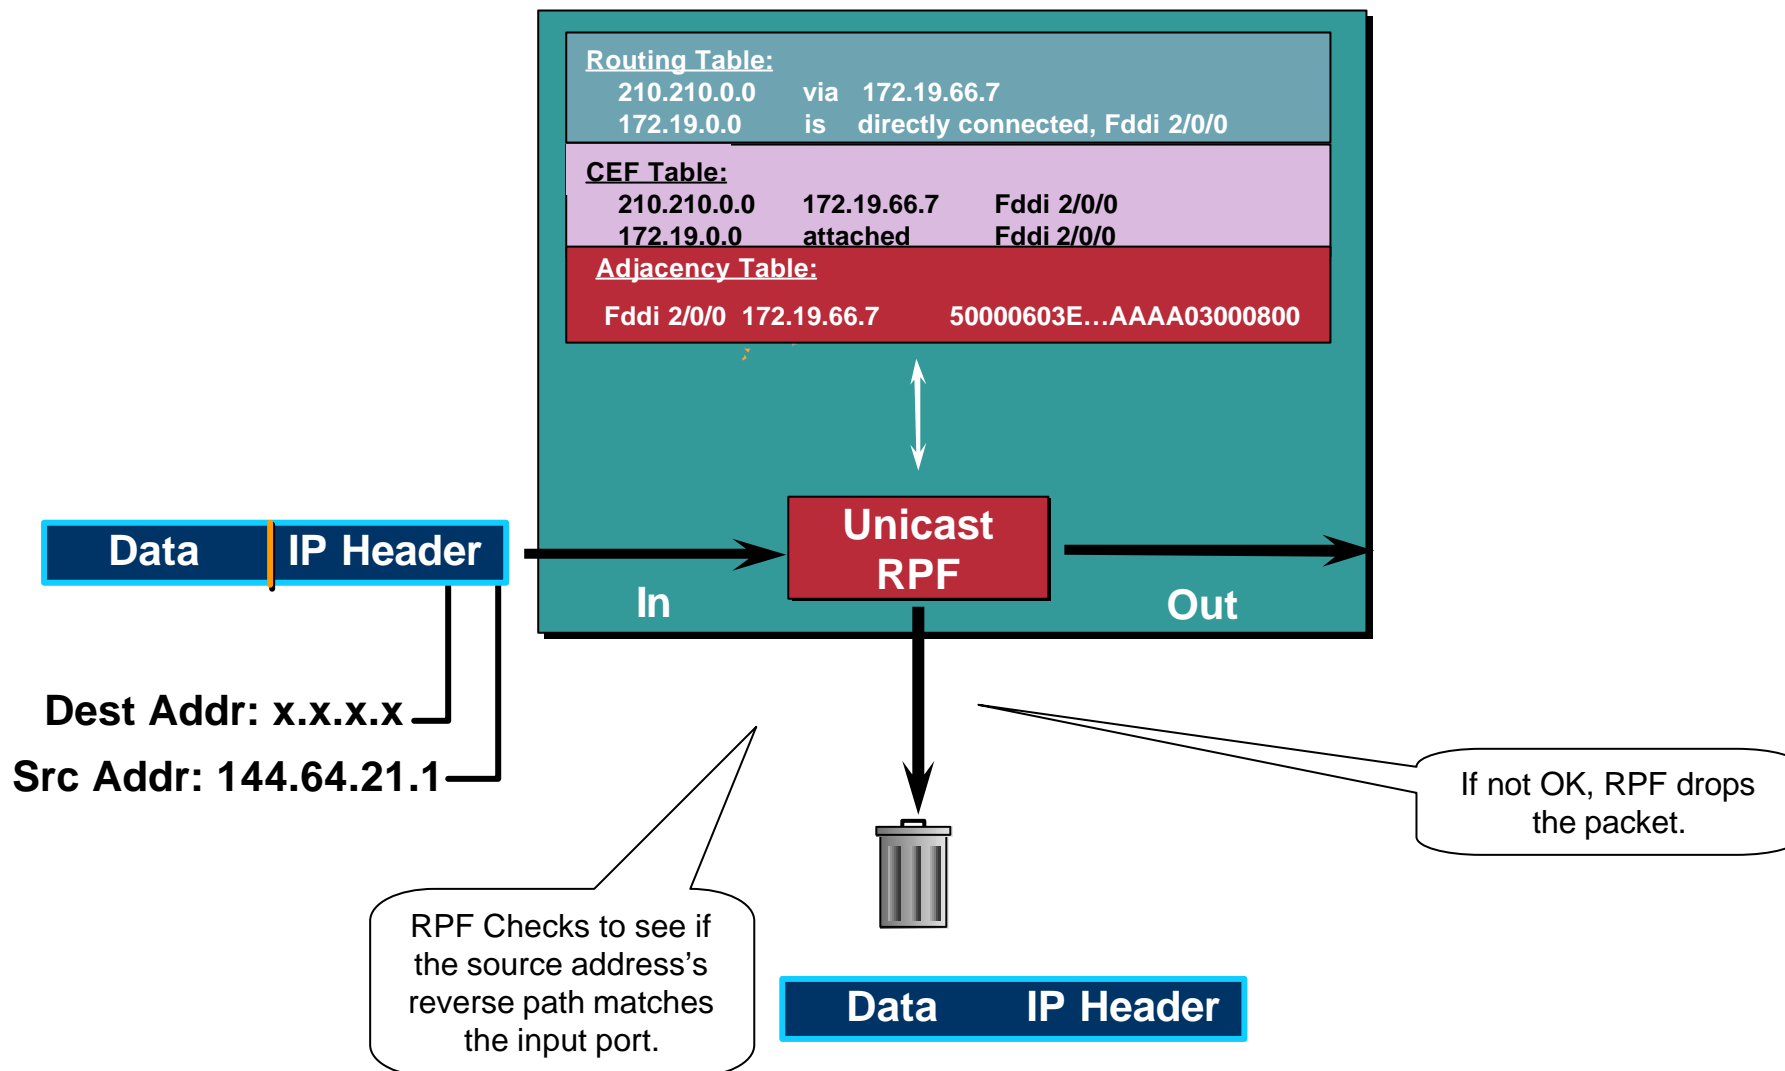 Routing Table:
210.210.0.0 via 172.19.66.7
172.19.0.0 is directly connected, Fddi 2/0/0
CEF Table:
210.210.0.0 172.19.66.7 Fddi 2/0/0
172.19.0.0 attached Fddi 2/0/0
Adjacency Table:
Fddi 2/0/0 172.19.66.7 50000603E...AAAA03000800
Data IP Header
Unicast
RPF
In
Out
Dest Addr: x.x.x.x
Src Addr: 144.64.21.1
If not OK, RPF drops
the packet.
RPF Checks to see if
the source address’s
reverse path matches
the input port.
Data IP Header